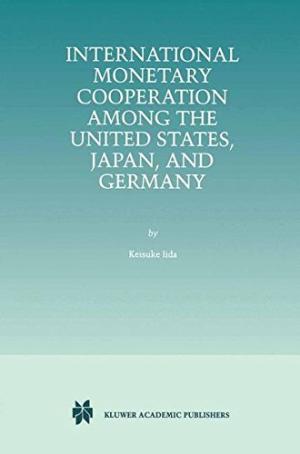 INTERNATIONAL
MONETARY
COOPERATION
AMONG THE
UNITED STATES,
JAPAN, AND
GERMANY
by
Keisuke Iida
KLUWER ACADEMIC PUBLISHERS